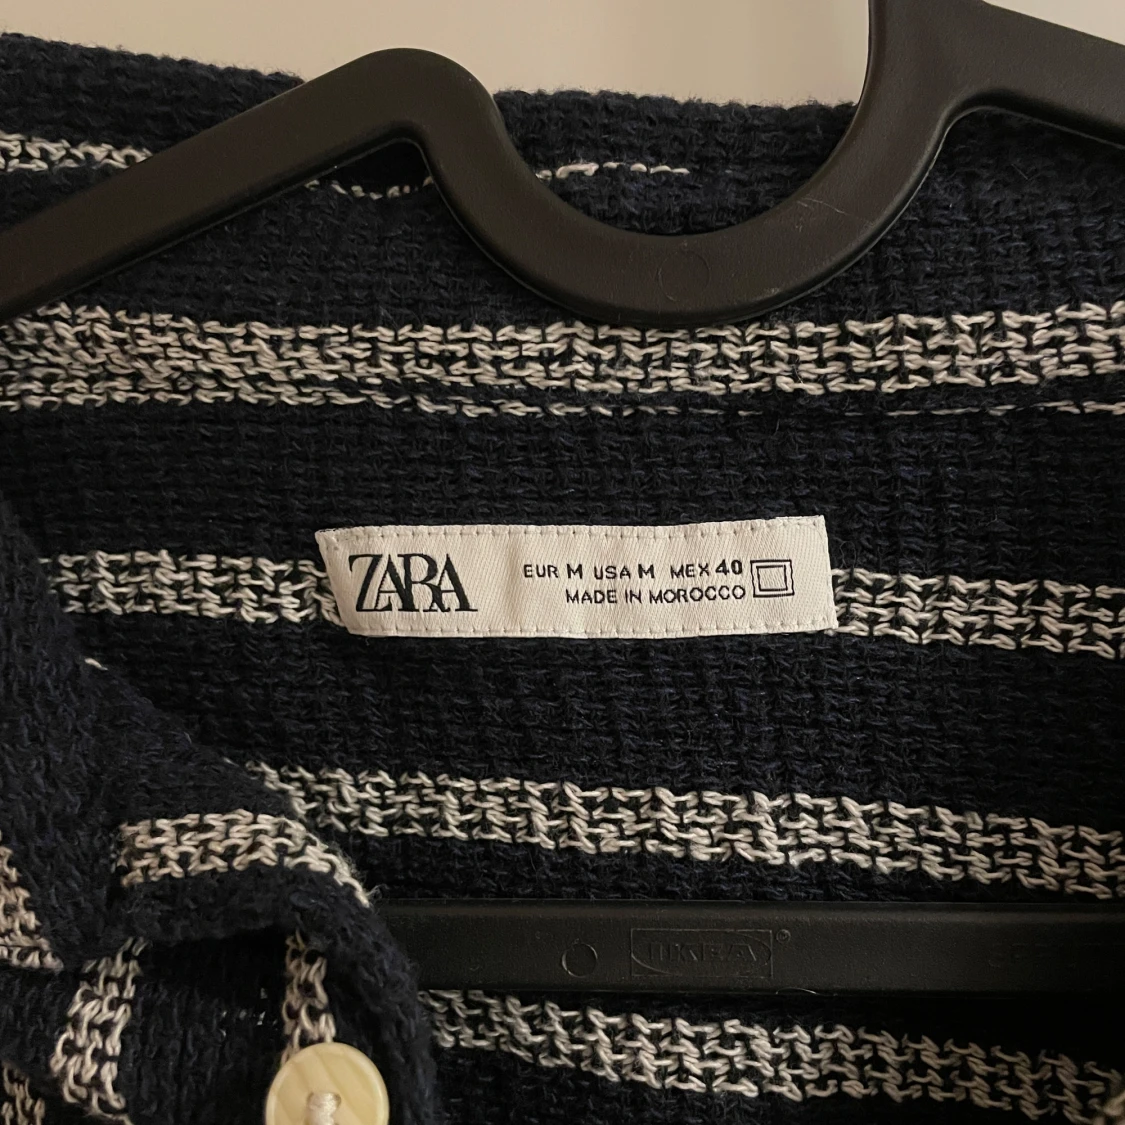 ZARA
EUR M USA M MEX 40
MADE IN MOROCCO
IKEA®